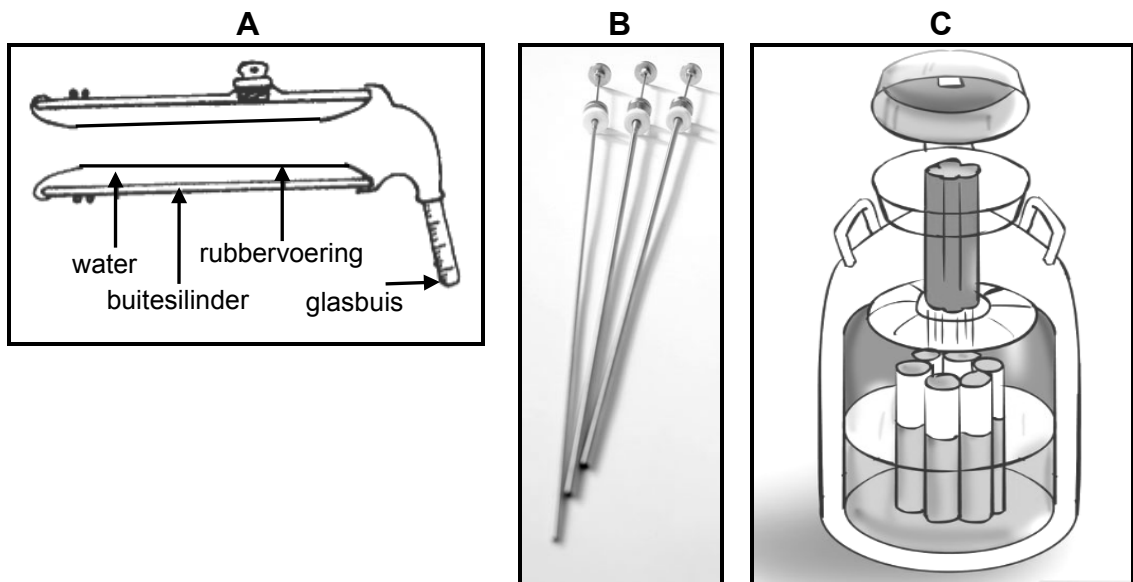 A
B
C
water
rubbervoering
buitesilinder
glasbuis